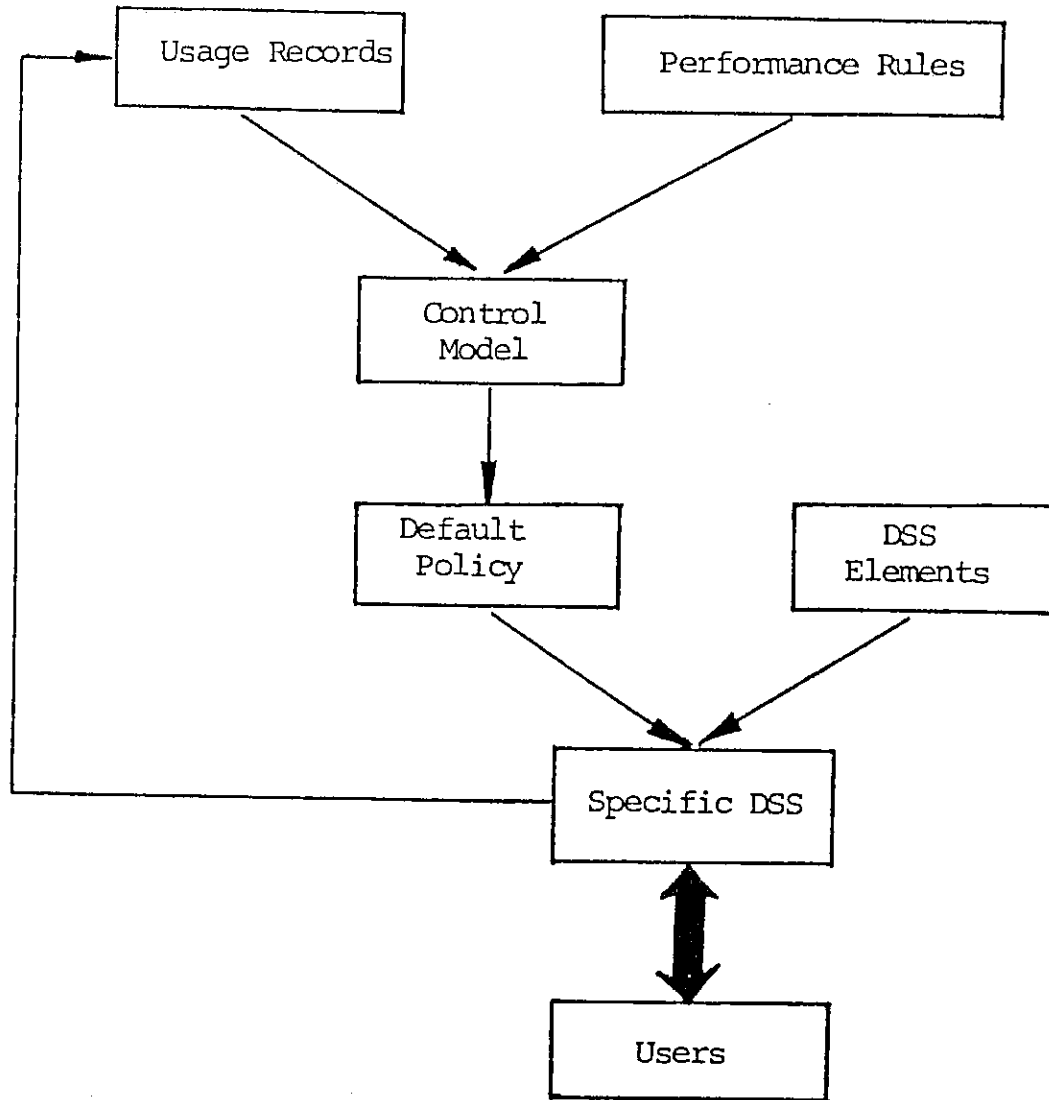 Usage Records
Performance Rules
Control
Model
Default
Policy
DSS
Elements
Specific DSS
Users